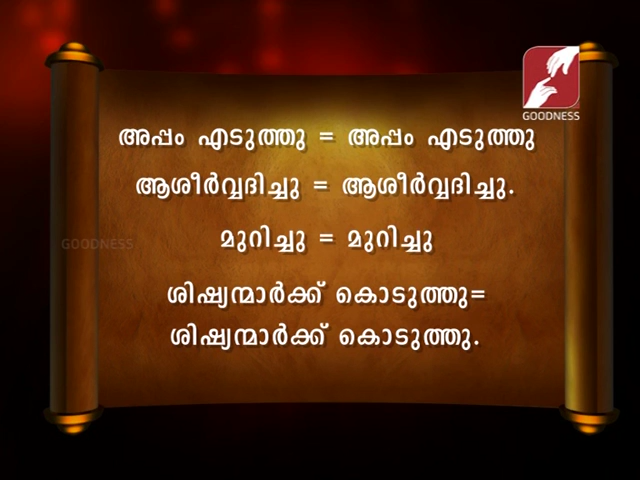 GOODNESS
അപ്പം എടുത്തു = അപ്പം എടുത്തു
ആശീർവ്വദിച്ചു = ആശീർവ്വദിച്ചു.
GOODNESS
മുറിച്ചു = മുറിച്ചു
ശിഷ്യന്മാർക്ക് കൊടുത്തു=
ശിഷ്യന്മാർക്ക് കൊടുത്തു.